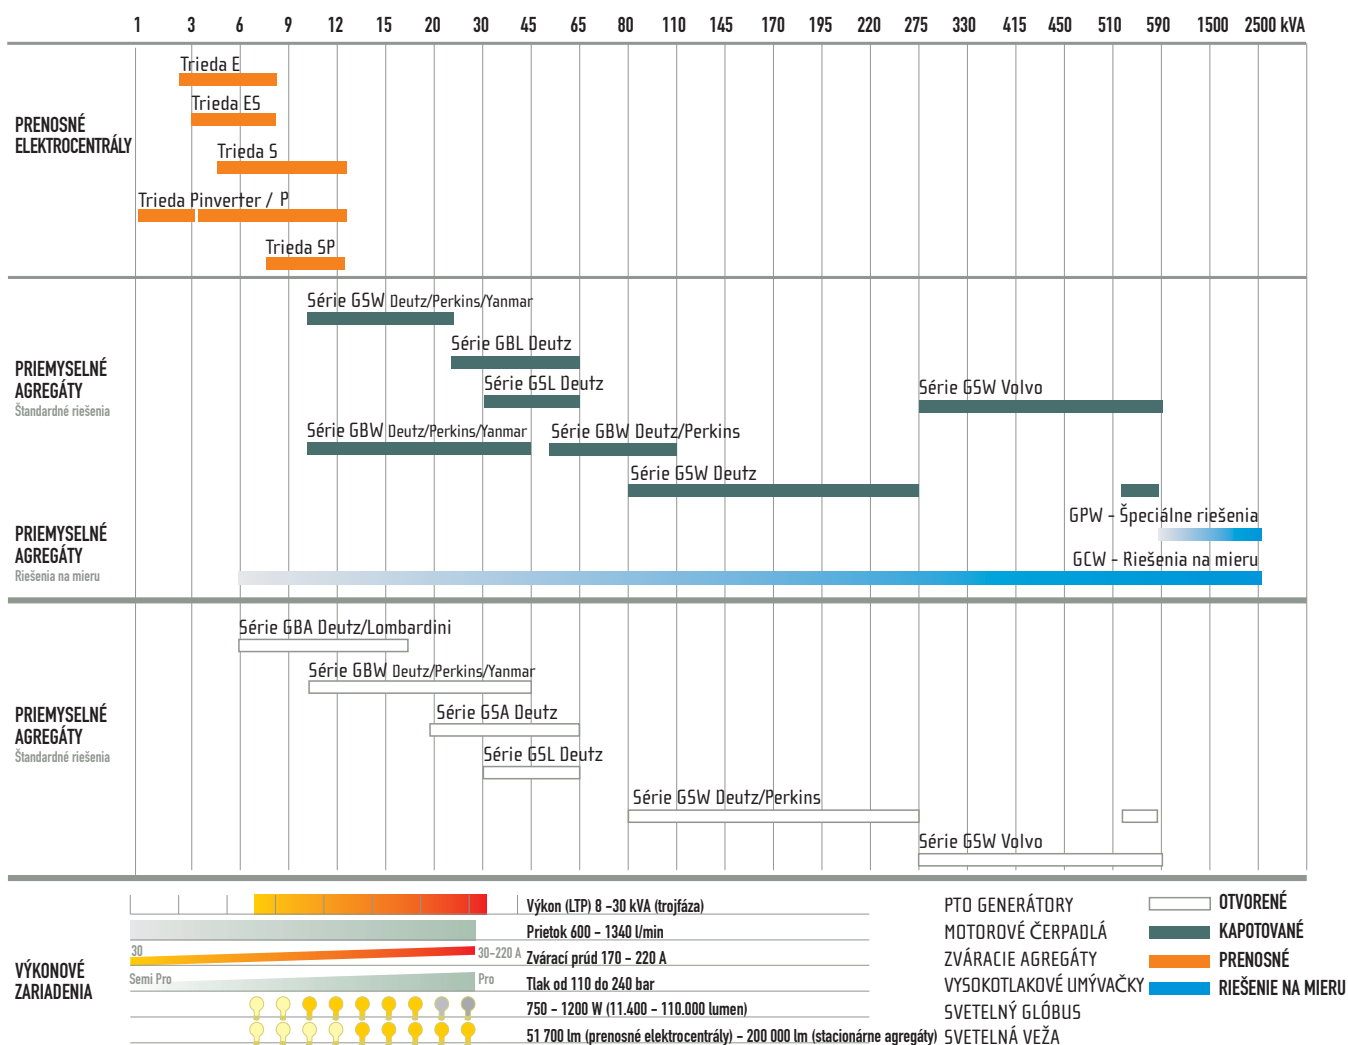 1 3 6 9 12 15 20 30 45 65 80 110 145 170 195 220 275 330 415 450 510 590 1500 2500 kVA
PRENOSNÉ
ELEKTROCENTRÁLY
Trieda E
Trieda ES
Trieda S
Trieda Pinverter / P
Trieda SP
PRIEMYSELNÉ
AGREGÁTY
Štandardné riešenia
Série GSW Deutz/Perkins/Yanmar
Série GBL Deutz
Série GSL Deutz
Série GSW Volvo
Série GBW Deutz/Perkins/Yanmar
Série GBW Deutz/Perkins
Série GSW Deutz
PRIEMYSELNÉ
AGREGÁTY
Riešenia na mieru
GPW - Špeciálne riešenia
GCW - Riešenia na mieru
PRIEMYSELNÉ
AGREGÁTY
Štandardné riešenia
Série GBA Deutz/Lombardini
Série GBW Deutz/Perkins/Yanmar
Série GSA Deutz
Série GSL Deutz
Série GSW Deutz/Perkins
Série GSW Volvo
VÝKONOVÉ
ZARIADENIA
Výkon (LTP) 8 -30 kVA (trojfáza)
Prietok 600 - 1340 l/min
30
30-220 A
Zvárací prúd 170 - 220 A
Semi Pro
Pro
Tlak od 110 do 240 bar
750 - 1200 W (11.400 - 110.000 lumen)
51 700 lm (prenosné elektrocentrály) - 200 000 lm (stacionárne agregáty)
PTO GENERÁTORY
MOTOROVÉ ČERPADLÁ
ZVÁRACIE AGREGÁTY
VYSOKOTLAKOVÉ UMÝVAČKY
SVETELNÝ GLÓBUS
SVETELNÁ VEŽA
OTVORENÉ
KAPOTOVANÉ
PRENOSNÉ
RIEŠENIE NA MIERU